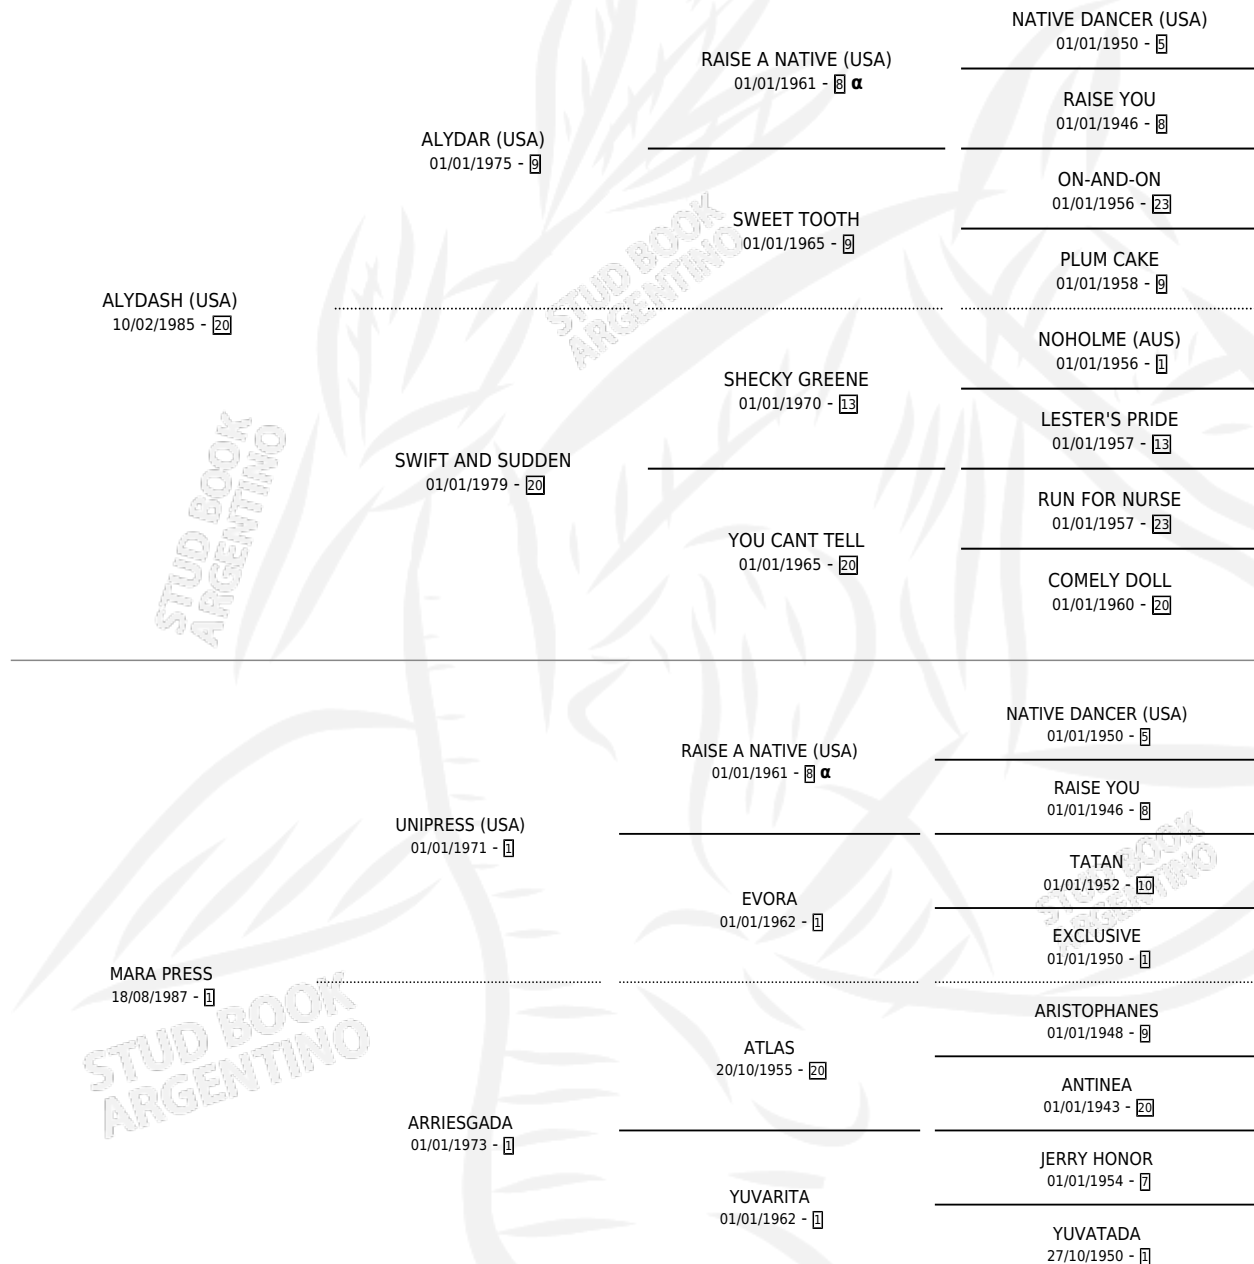 NATIVE DANCER (USA)
01/01/1950 - 5
RAISE A NATIVE (USA)
01/01/1961 - 8 α
RAISE YOU
01/01/1946 - 8
ALYDAR (USA)
01/01/1975 - 9
ON-AND-ON
01/01/1956 - 23
SWEET TOOTH
01/01/1965 - 9
PLUM CAKE
01/01/1958 - 9
STUD BOOK
ARGENTINO
ALYDASH (USA)
10/02/1985 - 20
NOHOLME (AUS)
01/01/1956 - 1
SHECKY GREENE
01/01/1970 - 13
LESTER'S PRIDE
01/01/1957 - 13
SWIFT AND SUDDEN
01/01/1979 - 20
RUN FOR NURSE
01/01/1957 - 23
YOU CANT TELL
01/01/1965 - 20
COMELY DOLL
01/01/1960 - 20
STUD BOOK
ARGENTINO
NATIVE DANCER (USA)
01/01/1950 - 5
RAISE A NATIVE (USA)
01/01/1961 - 8 α
RAISE YOU
01/01/1946 - 8
UNIPRESS (USA)
01/01/1971 - 1
TATAN
01/01/1952 - 10
EVORA
01/01/1962 - 1
EXCLUSIVE
01/01/1950 - 1
STUD BOOK
ARGENTINO
MARA PRESS
18/08/1987 - 1
ARISTOPHANES
01/01/1948 - 9
ATLAS
20/10/1955 - 20
ANTINEA
01/01/1943 - 20
ARRIESGADA
01/01/1973 - 1
JERRY HONOR
01/01/1954 - 7
YUVARITA
01/01/1962 - 1
YUVATADA
27/10/1950 - 1
STUD BOOK
ARGENTINO